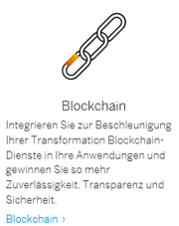 Blockchain
Integrieren Sie zur Beschleunigung
Ihrer Transformation Blockchain-
Dienste in Ihre Anwendungen und
gewinnen Sie so mehr
Zuverlässigkeit, Transparenz und
Sicherheit.
Blockchain ›